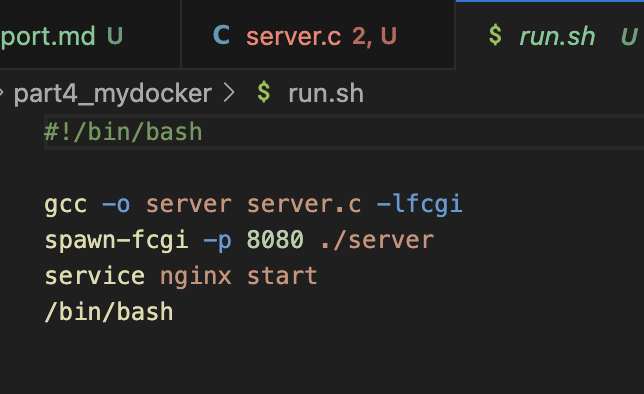 port.md U C server.c 2, U $ run.sh U
> part4_mydocker > $ run.sh
#!/bin/bash
gcc -o server server.c -lfcgi
spawn-fcgi -p 8080 ./server
service nginx start
/bin/bash